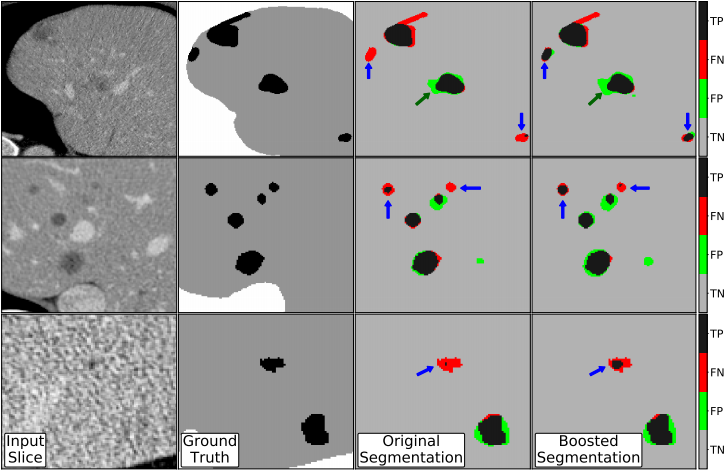 TP
FN
FP
TN
TP
FN
FP
TN
TP
FN
FP
TN
Input
Slice
Ground
Truth
Original
Segmentation
Boosted
Segmentation